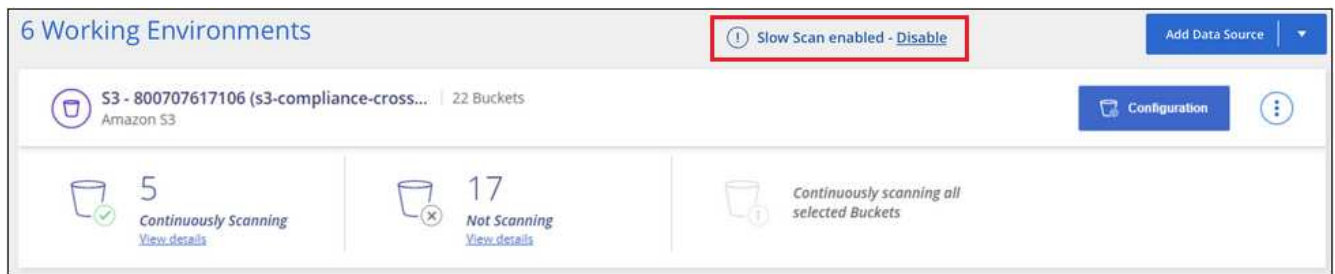 6 Working Environments
Slow Scan enabled - Disable
Add Data Source
S3 - 800707617106 (s3-compliance-cross... | 22 Buckets
Amazon S3
Configuration
5
Continuously Scanning
View details
17
Not Scanning
View details
Continuously scanning all
selected Buckets